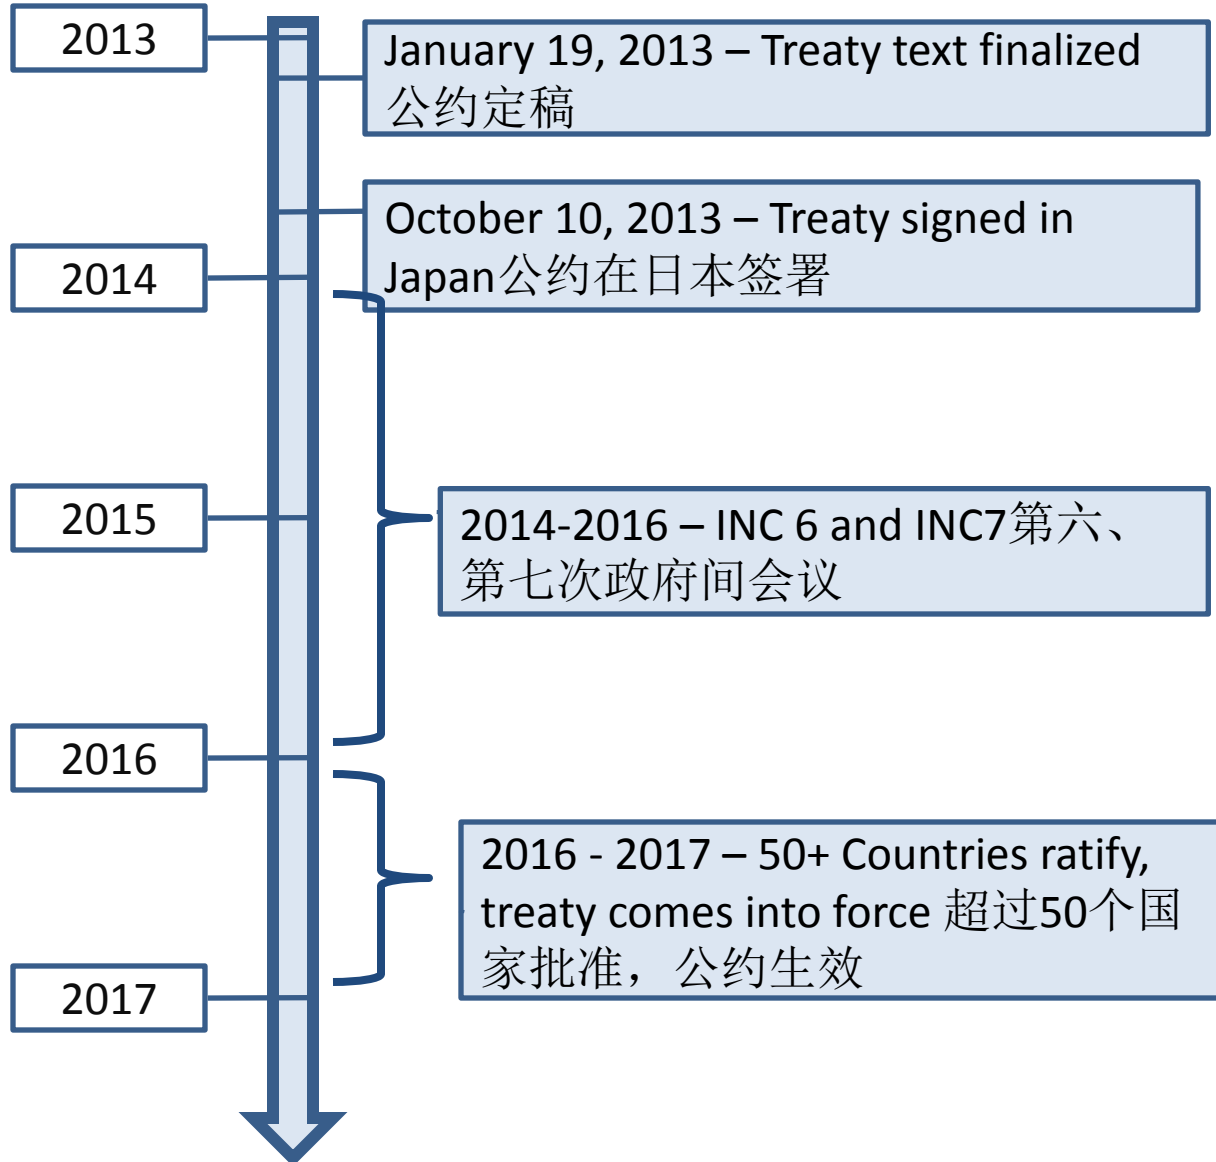 2013
January 19, 2013 – Treaty text finalized
公约定稿
October 10, 2013 – Treaty signed in
Japan公约在日本签署
2014
2015
2014-2016 – INC 6 and INC7第六、
第七次政府间会议
2016
2016 - 2017 – 50+ Countries ratify,
treaty comes into force 超过50个国
家批准，公约生效
2017